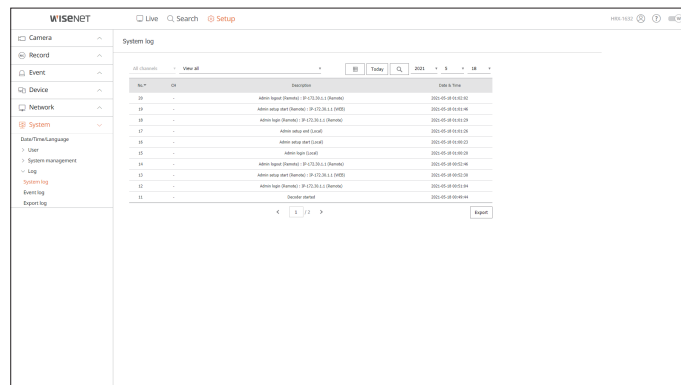 WISENET
Live Search Setup
HRX-1632
Camera
Record
Event
Device
Network
System
Date/Time/Language
User
System management
Log
System log
Event log
Export log
System log
All channels View all Today 2021 5 18
No. CH Description Date & Time
20 - Admin logout (Remote) : IP-172.30.1.1 (Remote) 2021-05-18 01:02:02
19 - Admin setup start (Remote) : IP-172.30.1.1 (WEB) 2021-05-18 01:01:46
18 - Admin login (Remote) : IP-172.30.1.1 (Remote) 2021-05-18 01:01:29
17 - Admin setup end (Local) 2021-05-18 01:01:26
16 - Admin setup start (Local) 2021-05-18 01:00:23
15 - Admin login (Local) 2021-05-18 01:00:20
14 - Admin logout (Remote) : IP-172.30.1.1 (Remote) 2021-05-18 00:52:46
13 - Admin setup start (Remote) : IP-172.30.1.1 (WEB) 2021-05-18 00:52:30
12 - Admin login (Remote) : IP-172.30.1.1 (Remote) 2021-05-18 00:51:04
11 - Decoder started 2021-05-18 00:49:44
1 / 2
Export